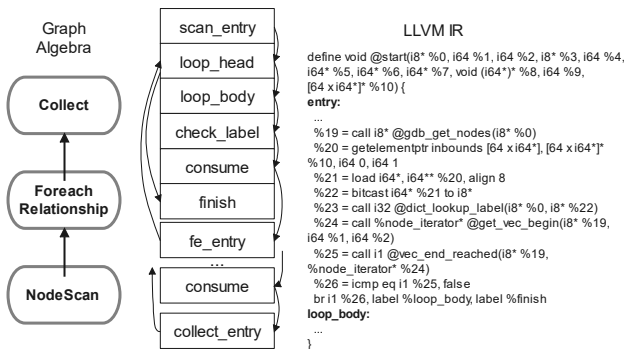 Graph
Algebra
Collect
Foreach
Relationship
NodeScan
scan_entry
loop_head
loop_body
check_label
consume
finish
fe_entry
...
consume
collect_entry
LLVM IR
define void @start(i8* %0, i64 %1, i64 %2, i8* %3, i64 %4,
i64* %5, i64* %6, i64* %7, void (i64*)* %8, i64 %9,
[64 x i64*]* %10) {
entry:
...
%19 = call i8* @gdb_get_nodes(i8* %0)
%20 = getelementptr inbounds [64 x i64*], [64 x i64*]*
%10, i64 0, i64 1
%21 = load i64*, i64** %20, align 8
%22 = bitcast i64* %21 to i8*
%23 = call i32 @dict_lookup_label(i8* %0, i8* %22)
%24 = call %node_iterator* @get_vec_begin(i8* %19,
i64 %1, i64 %2)
%25 = call i1 @vec_end_reached(i8* %19,
%node_iterator* %24)
%26 = icmp eq i1 %25, false
br i1 %26, label %loop_body, label %finish
loop_body:
...
}